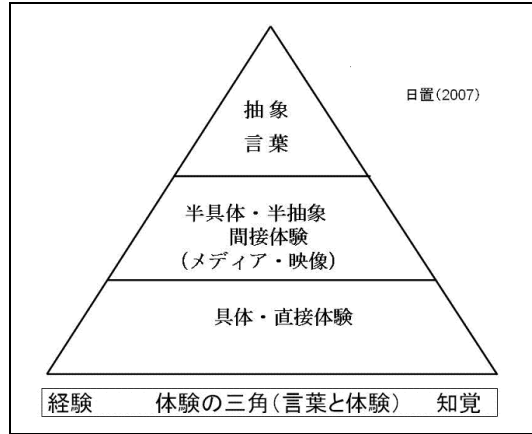 日置(2007)
抽象
言葉
半具体・半抽象
間接体験
(メディア・映像)
具体・直接体験
経験 体験の三角(言葉と体験) 知覚